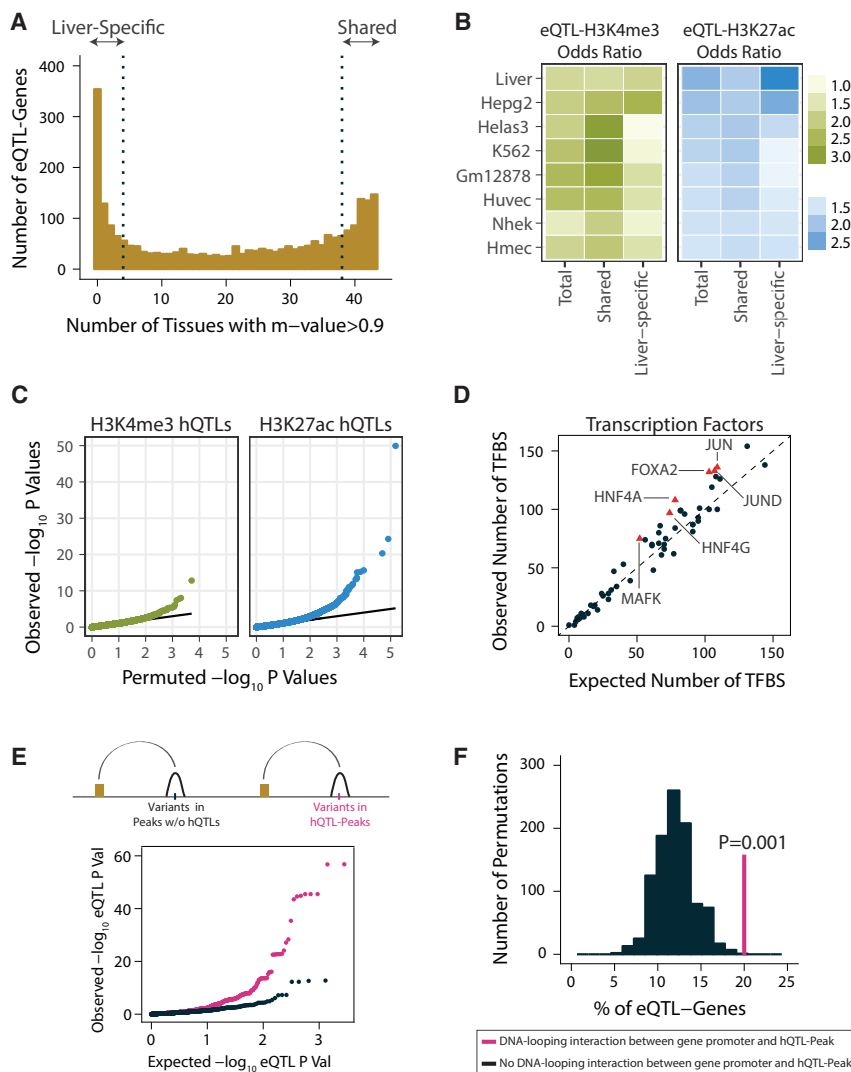 A
Liver-Specific
Shared
Number of eQTL-Genes
400
300
200
100
0
0
10
20
30
40
Number of Tissues with m−value>0.9
B
eQTL-H3K4me3
Odds Ratio
eQTL-H3K27ac
Odds Ratio
Liver
Hepg2
Helas3
K562
Gm12878
Huvec
Nhek
Hmec
Total
Shared
Liver−specific
Total
Shared
Liver−specific
1.0
1.5
2.0
2.5
3.0
1.5
2.0
2.5
C
H3K4me3 hQTLs
H3K27ac hQTLs
Observed −log10 P Values
50
40
30
20
10
0
0 1 2 3 4 5
0 1 2 3 4 5
Permuted −log10 P Values
D
Transcription Factors
Observed Number of TFBS
150
100
50
0
JUN
FOXA2
JUND
HNF4A
HNF4G
MAFK
0
50
100
150
Expected Number of TFBS
E
Variants in
Peaks w/o hQTLs
Variants in
hQTL-Peaks
Observed −log10 eQTL P Val
60
40
20
0
0
1
2
3
Expected −log10 eQTL P Val
F
Number of Permutations
300
200
100
0
P=0.001
0
5
10
15
20
25
% of eQTL−Genes
DNA-looping interaction between gene promoter and hQTL-Peak
No DNA-looping interaction between gene promoter and hQTL-Peak